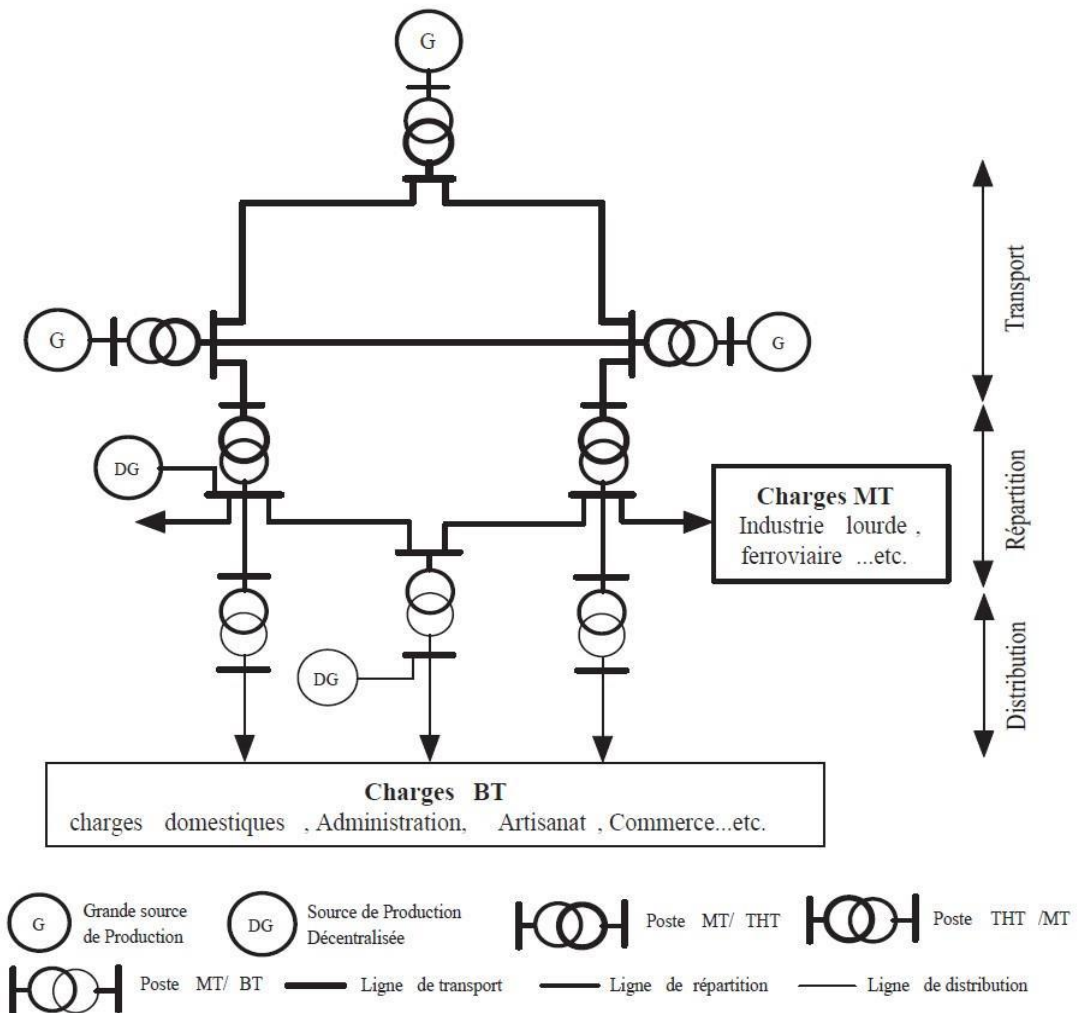 G
Transport
G
G
DG
Répartition
Charges MT
Industrie lourde ,
ferroviaire ...etc.
Distribution
DG
Charges BT
charges domestiques , Administration, Artisanat , Commerce...etc.
G
Grande source
de Production
DG
Source de Production
Décentralisée
Poste MT/ THT
Poste THT /MT
Poste MT/ BT
Ligne de transport
Ligne de répartition
Ligne de distribution